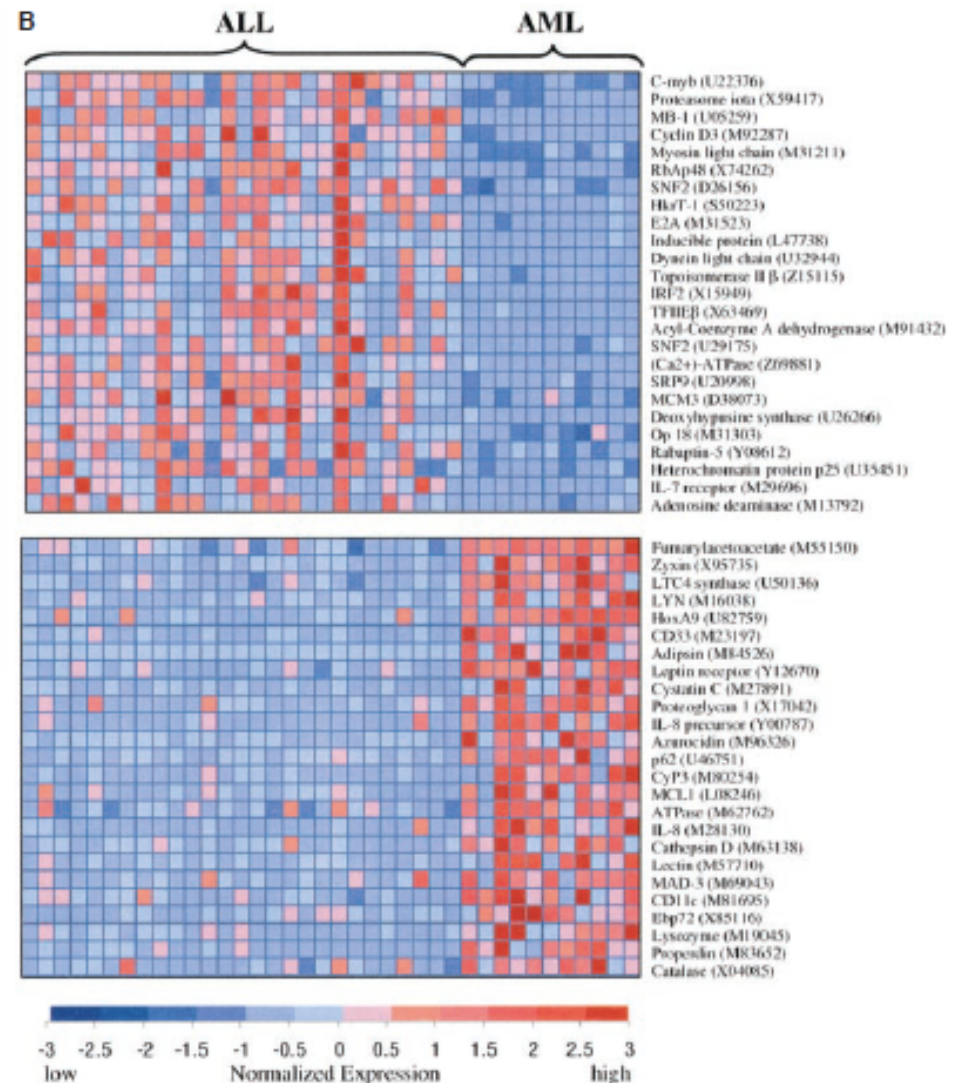 B
ALL AML
C-myb (U22376)
Proteasome iota (X59417)
MB-1 (U05259)
Cyclin D3 (M92287)
Myosin light chain (M31211)
RbAp48 (X74262)
SNF2 (D26156)
HkrT-1 (S50223)
E2A (M31523)
Inducible protein (L47738)
Dynein light chain (U32944)
Topoisomerase II β (Z15115)
IRF2 (X15949)
TFIIEβ (X63469)
Acyl-Coenzyme A dehydrogenase (M91432)
SNF2 (U29175)
(Ca2+)-ATPase (Z69881)
SRP9 (U20998)
MCM3 (D38073)
Deoxyhypusine synthase (U26266)
Op 18 (M31303)
Rabaptin-5 (Y08612)
Heterochromatin protein p25 (U35451)
IL-7 receptor (M29696)
Adenosine deaminase (M13792)
Fumarylacetoacetate (M55150)
Zyxin (X95735)
LTC4 synthase (U50136)
LYN (M16038)
HoxA9 (U82759)
CD33 (M23197)
Adipsin (M84526)
Leptin receptor (Y12670)
Cystatin C (M27891)
Proteoglycan 1 (X17042)
IL-8 precursor (Y00787)
Azurocidin (M96326)
p62 (U46751)
CyP3 (M80254)
MCL1 (L08246)
ATPase (M62762)
IL-8 (M28130)
Cathepsin D (M63138)
Lectin (M57710)
MAD-3 (M69043)
CD11c (M81695)
Ebp72 (X85116)
Lysozyme (M19045)
Properdin (M83652)
Catalase (X04085)
-3 -2.5 -2 -1.5 -1 -0.5 0 0.5 1 1.5 2 2.5 3
low Normalized Expression high